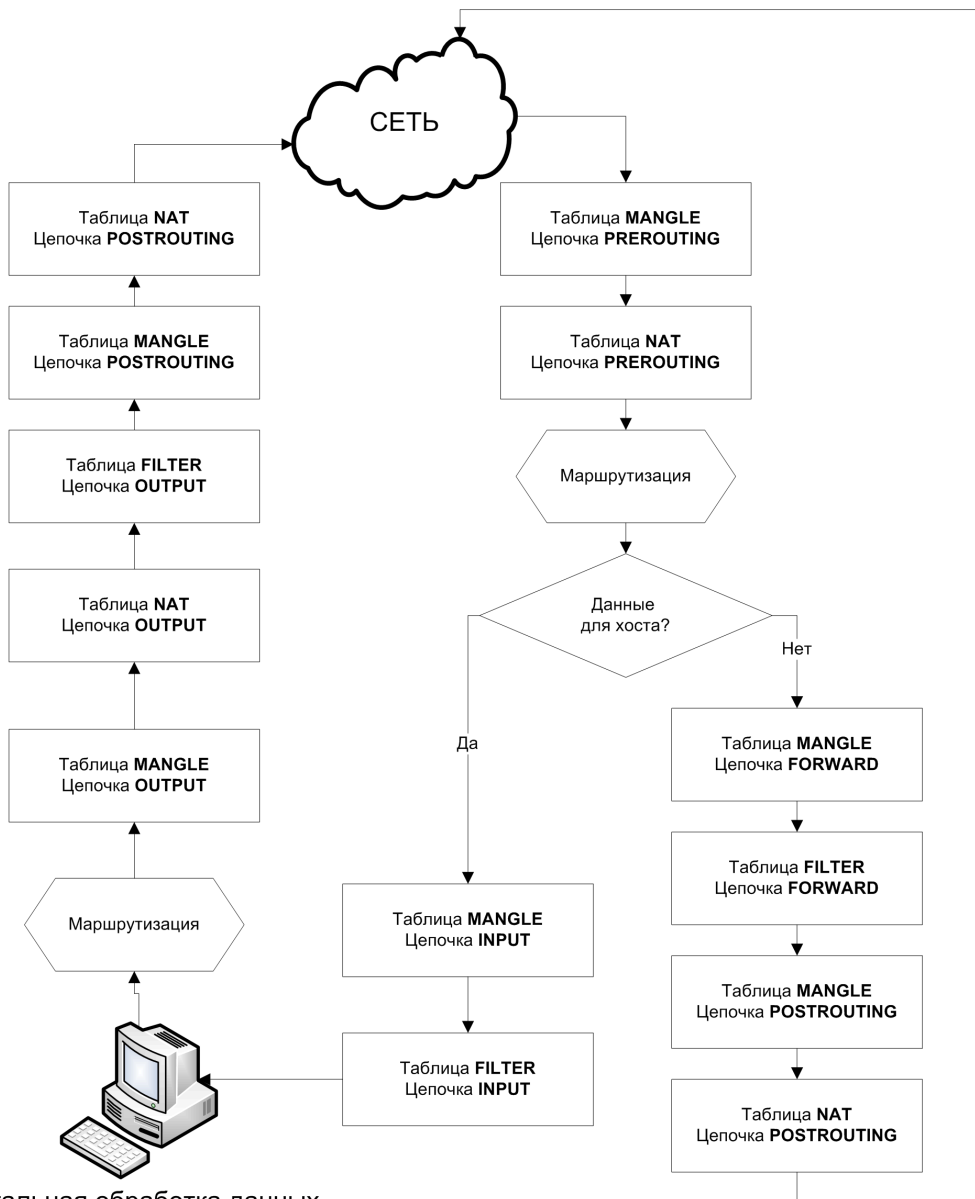 СЕТЬ
Таблица NAT
Цепочка POSTROUTING
Таблица MANGLE
Цепочка POSTROUTING
Таблица FILTER
Цепочка OUTPUT
Таблица NAT
Цепочка OUTPUT
Таблица MANGLE
Цепочка OUTPUT
Маршрутизация
Таблица MANGLE
Цепочка PREROUTING
Таблица NAT
Цепочка PREROUTING
Маршрутизация
Данные
для хоста?
Да
Нет
Таблица MANGLE
Цепочка INPUT
Таблица FILTER
Цепочка INPUT
Таблица MANGLE
Цепочка FORWARD
Таблица FILTER
Цепочка FORWARD
Таблица MANGLE
Цепочка POSTROUTING
Таблица NAT
Цепочка POSTROUTING
обработка данных